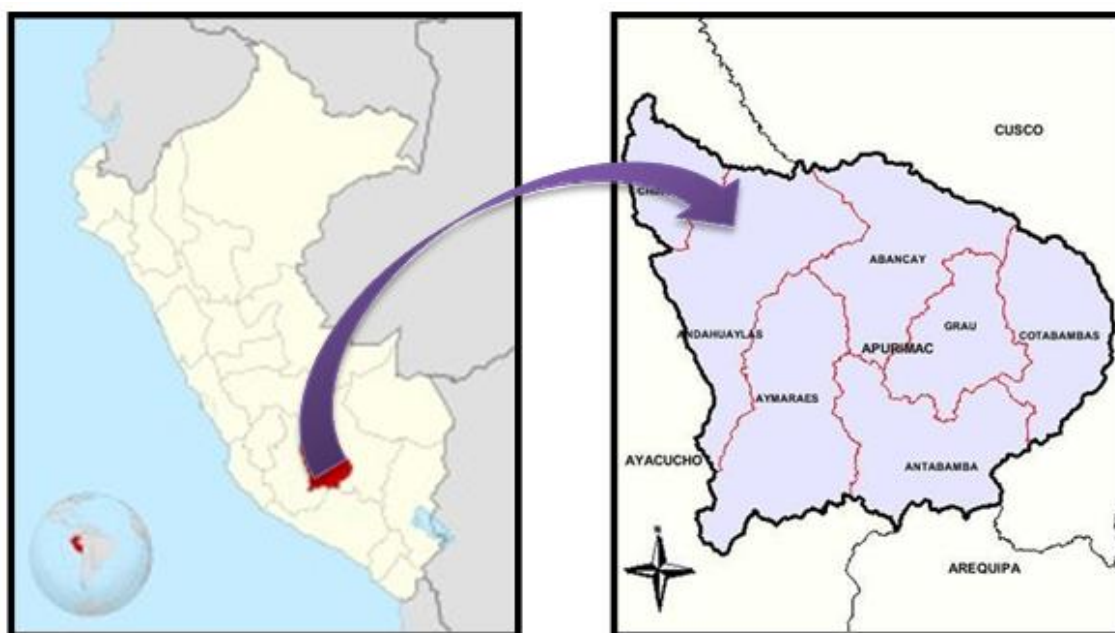 CUSCO
ABANCAY
GRAU
ANDAHUAYLAS
COTABAMBAS
APURIMAC
AYMARAES
AYACUCHO
ANTABAMBA
AREQUIPA